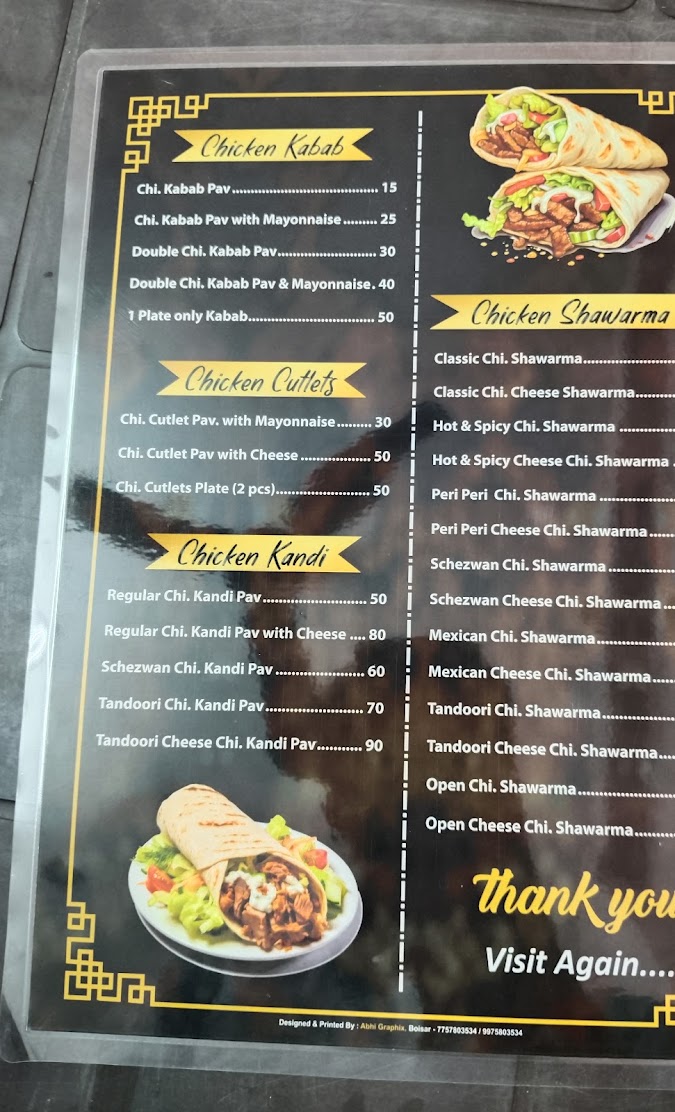 Chicken Kabab
Chi. Kabab Pav....................................... 15
Chi. Kabab Pav with Mayonnaise ......... 25
Double Chi. Kabab Pav........................... 30
Double Chi. Kabab Pav & Mayonnaise. 40
1 Plate only Kabab.................................. 50
Chicken Cutlets
Chi. Cutlet Pav. with Mayonnaise ......... 30
Chi. Cutlet Pav with Cheese .................. 50
Chi. Cutlets Plate (2 pcs)........................ 50
Chicken Kandi
Regular Chi. Kandi Pav .......................... 50
Regular Chi. Kandi Pav with Cheese .... 80
Schezwan Chi. Kandi Pav ...................... 60
Tandoori Chi. Kandi Pav......................... 70
Tandoori Cheese Chi. Kandi Pav........... 90
Chicken Shawarma
Classic Chi. Shawarma.......................
Classic Chi. Cheese Shawarma..........
Hot & Spicy Chi. Shawarma ..............
Hot & Spicy Cheese Chi. Shawarma .
Peri Peri Chi. Shawarma ...................
Peri Peri Cheese Chi. Shawarma.......
Schezwan Chi. Shawarma .................
Schezwan Cheese Chi. Shawarma ...
Mexican Chi. Shawarma....................
Mexican Cheese Chi. Shawarma......
Tandoori Chi. Shawarma...................
Tandoori Cheese Chi. Shawarma....
Open Chi. Shawarma........................
Open Cheese Chi. Shawarma..........
thank you
Visit Again....
Designed & Printed By : Abhi Graphix, Boisar - 7757803534 / 9975803534